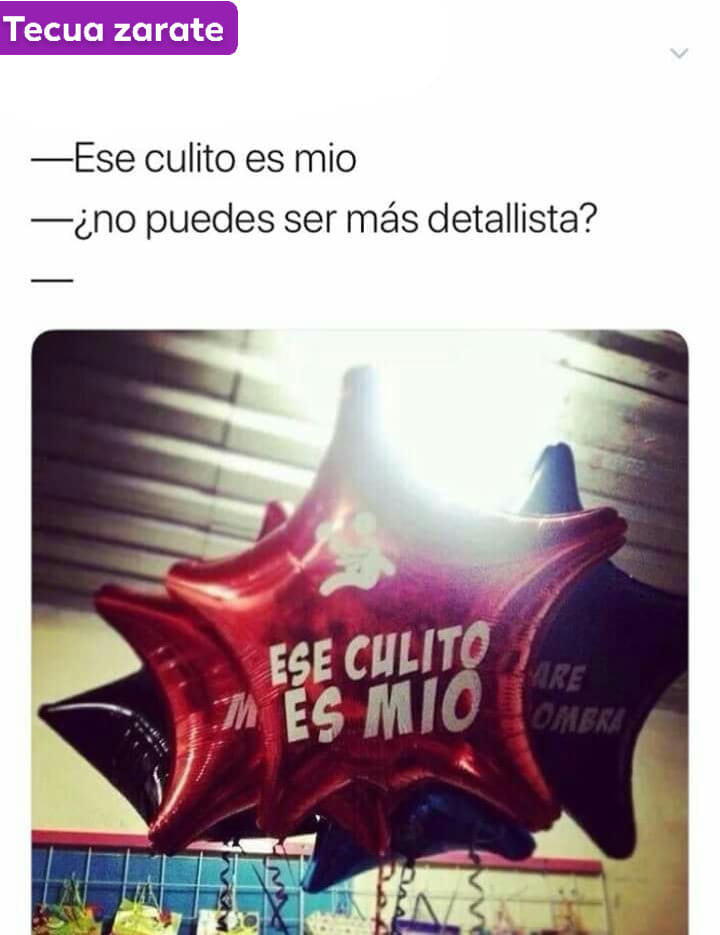 Tecua zarate
—Ese culito es mio
—¿no puedes ser más detallista?
—
ESE CULITO
ES MIO
M
ARE
OMBRA